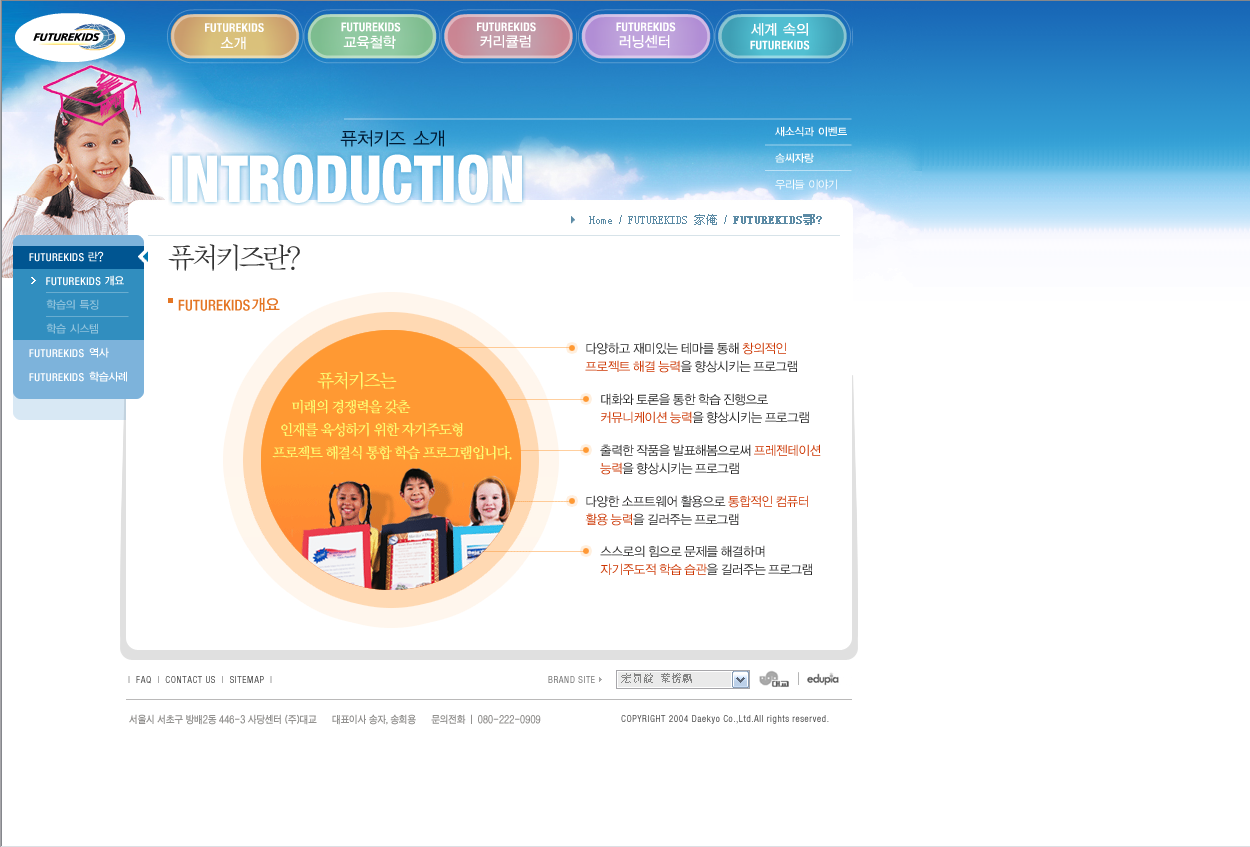 FUTUREKIDS
FUTUREKIDS
소개
FUTUREKIDS
교육철학
FUTUREKIDS
커리큘럼
FUTUREKIDS
러닝센터
세계 속의
FUTUREKIDS
퓨처키즈 소개
INTRODUCTION
새소식과 이벤트
솜씨자랑
우리들 이야기
Home / FUTUREKIDS 家俺 / FUTUREKIDS鄂?
FUTUREKIDS 란?
FUTUREKIDS 개요
학습의 특징
학습 시스템
FUTUREKIDS 역사
FUTUREKIDS 학습사례
퓨처키즈란?
FUTUREKIDS개요
퓨처키즈는
미래의 경쟁력을 갖춘
인재를 육성하기 위한 자기주도형
프로젝트 해결식 통합 학습 프로그램입니다.
다양하고 재미있는 테마를 통해 창의적인
프로젝트 해결 능력을 향상시키는 프로그램
대화와 토론을 통한 학습 진행으로
커뮤니케이션 능력를 향상시키는 프로그램
출력한 작품을 발표해봄으로써 프레젠테이션
능력을 향상시키는 프로그램
다양한 소프트웨어 활용으로 통합적인 컴퓨터
활용 능력을 길러주는 프로그램
스스로의 힘으로 문제를 해결하며
자기주도적 학습 습관을 길러주는 프로그램
FAQ | CONTACT US | SITEMAP
BRAND SITE
edupia
서울시 서초구 방배2동 446-3 사당센터 (주)대교 대표이사 송자, 송희용 문의전화 | 080-222-0909
COPYRIGHT 2004 Daekyo Co.,Ltd.All rights reserved.